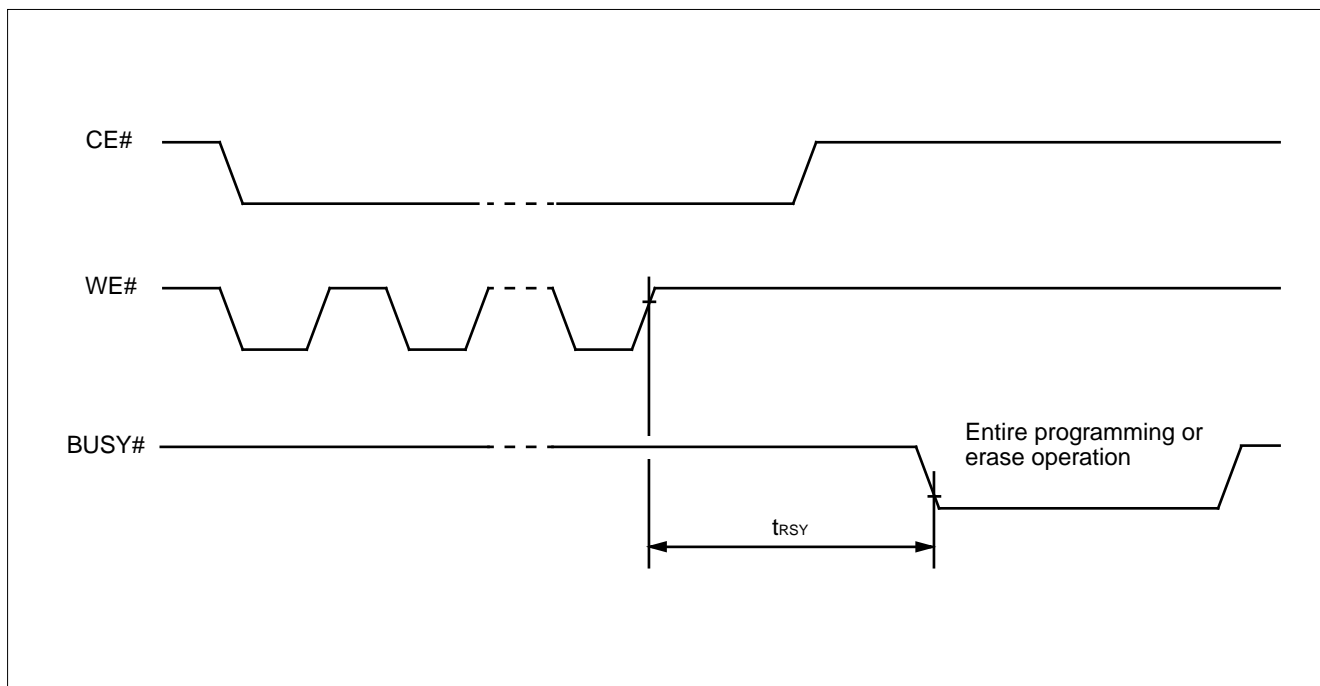 CE#
WE#
BUSY#
Entire programming or
erase operation
tRSY